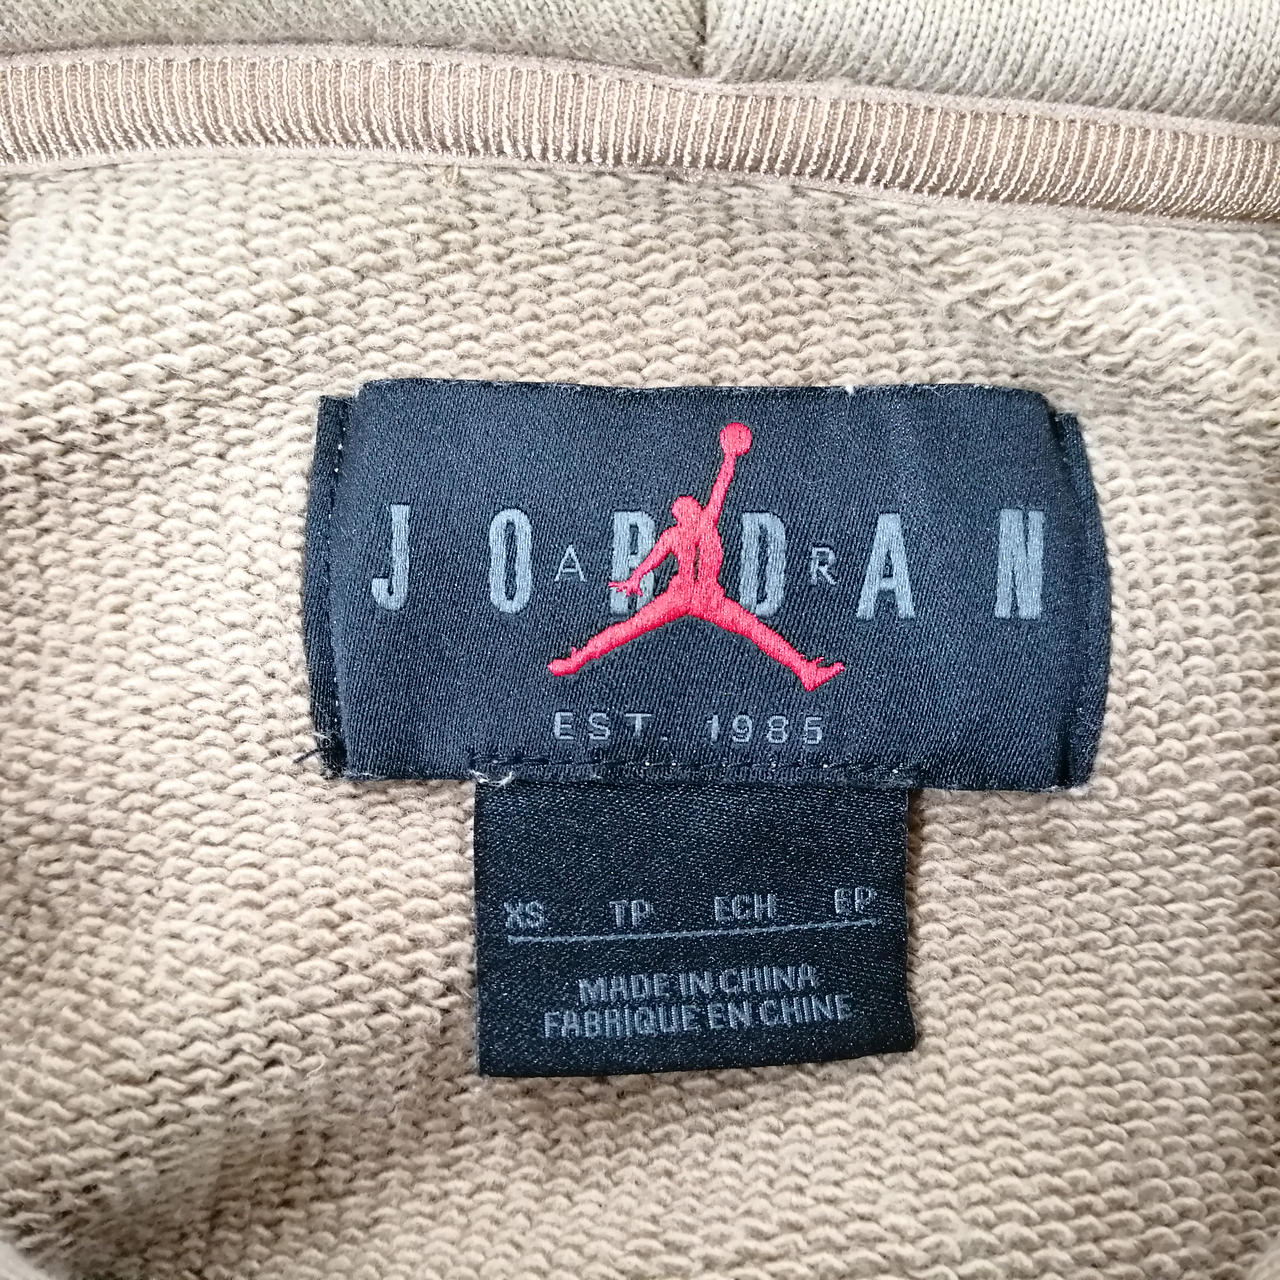 JORDAN
AIR
EST. 1985
XS TP ECH EP
MADE IN CHINA
FABRIQUE EN CHINE